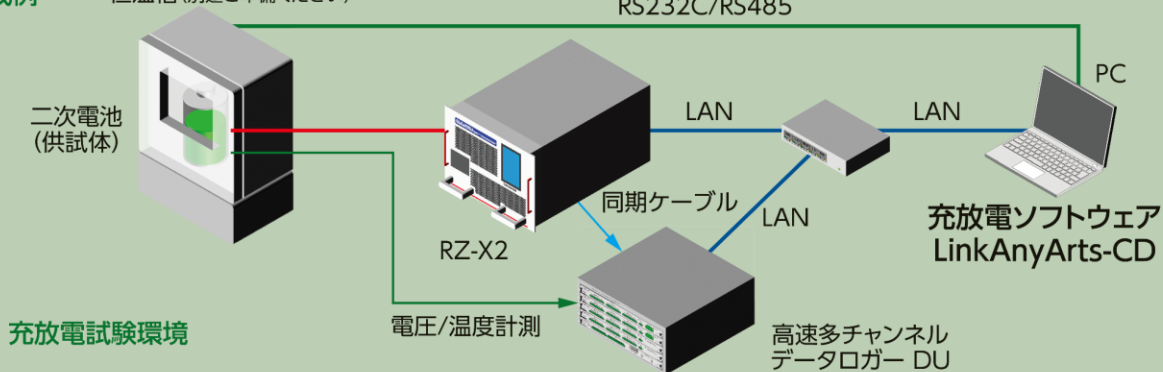 RS232C/RS485
PC
二次電池
(供試体)
LAN
LAN
同期ケーブル
LAN
RZ-X2
充放電ソフトウェア
LinkAnyArts-CD
充放電試験環境
電圧/温度計測
高速多チャンネル
データロガー DU